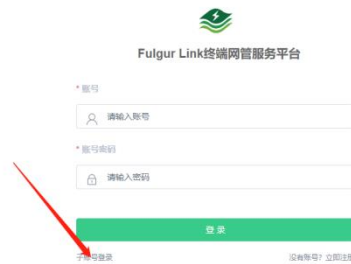 Fulgur Link终端网管服务平台
* 账号
请输入账号
* 账号密码
请输入密码
登录
子账号登录
没有账号？立即注册